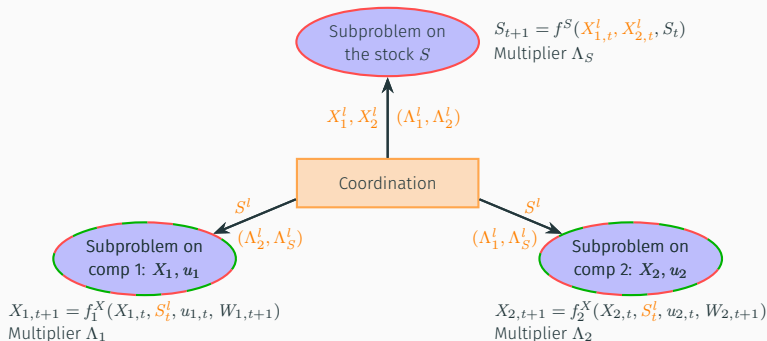 Subproblem on
the stock S
S_{t+1} = f^S(X^l_{1,t}, X^l_{2,t}, S_t)
Multiplier Λ_S
X^l_1, X^l_2 (Λ^l_1, Λ^l_2)
Coordination
S^l
(Λ^l_2, Λ^l_S)
S^l
(Λ^l_1, Λ^l_S)
Subproblem on
comp 1: X_1, u_1
Subproblem on
comp 2: X_2, u_2
X_{1,t+1} = f^X_1(X_{1,t}, S^l_t, u_{1,t}, W_{1,t+1})
Multiplier Λ_1
X_{2,t+1} = f^X_2(X_{2,t}, S^l_t, u_{2,t}, W_{2,t+1})
Multiplier Λ_2